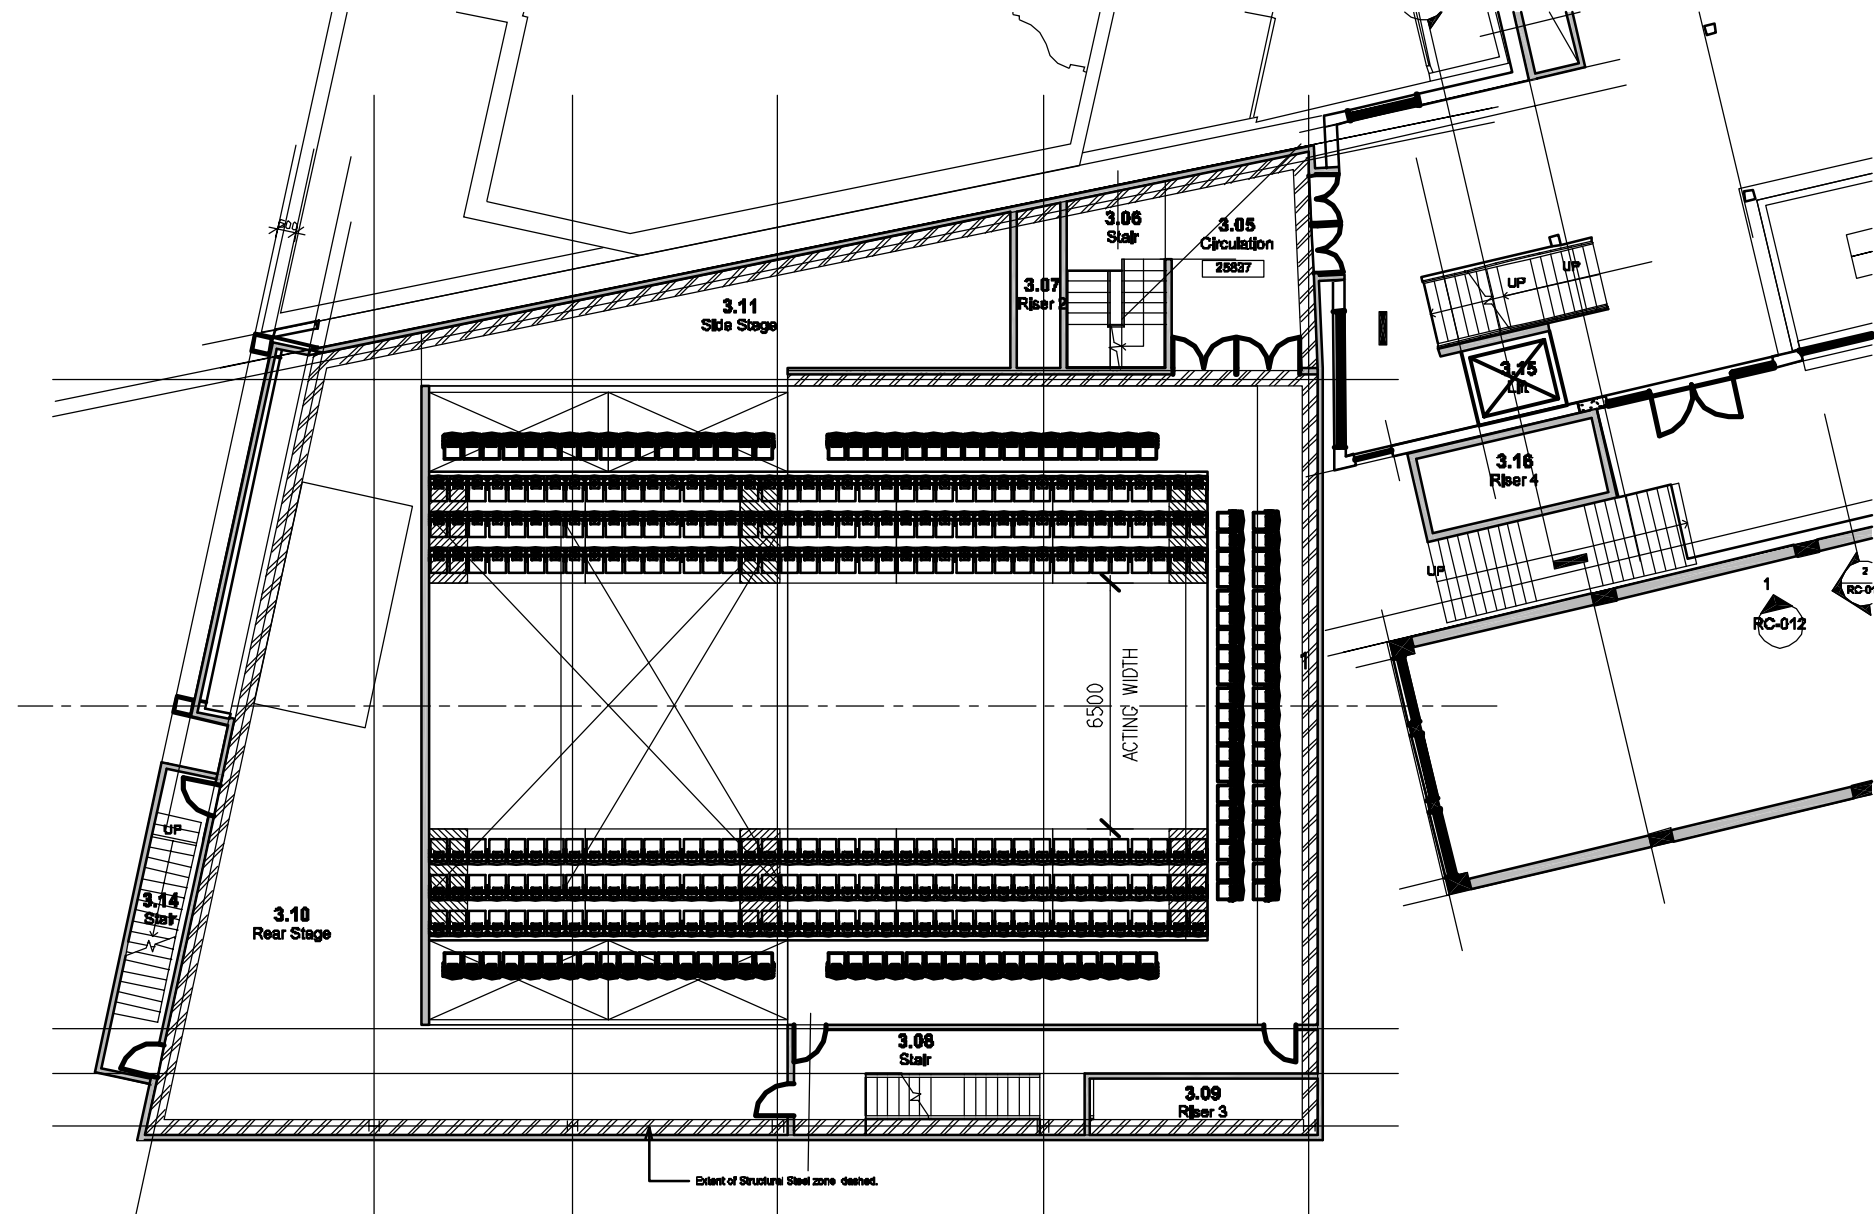 200
3.06
Stair
3.05
Circulation
25837
3.07
Riser 2
3.11
Side Stage
UP
UP
3.15
Lift
3.16
Riser 4
UP
1
RC-012
2
1
6500
ACTING WIDTH
UP
3.14
Stair
3.10
Rear Stage
3.08
Stair
3.09
Riser 3
Extent of Structural Steel zone dashed.